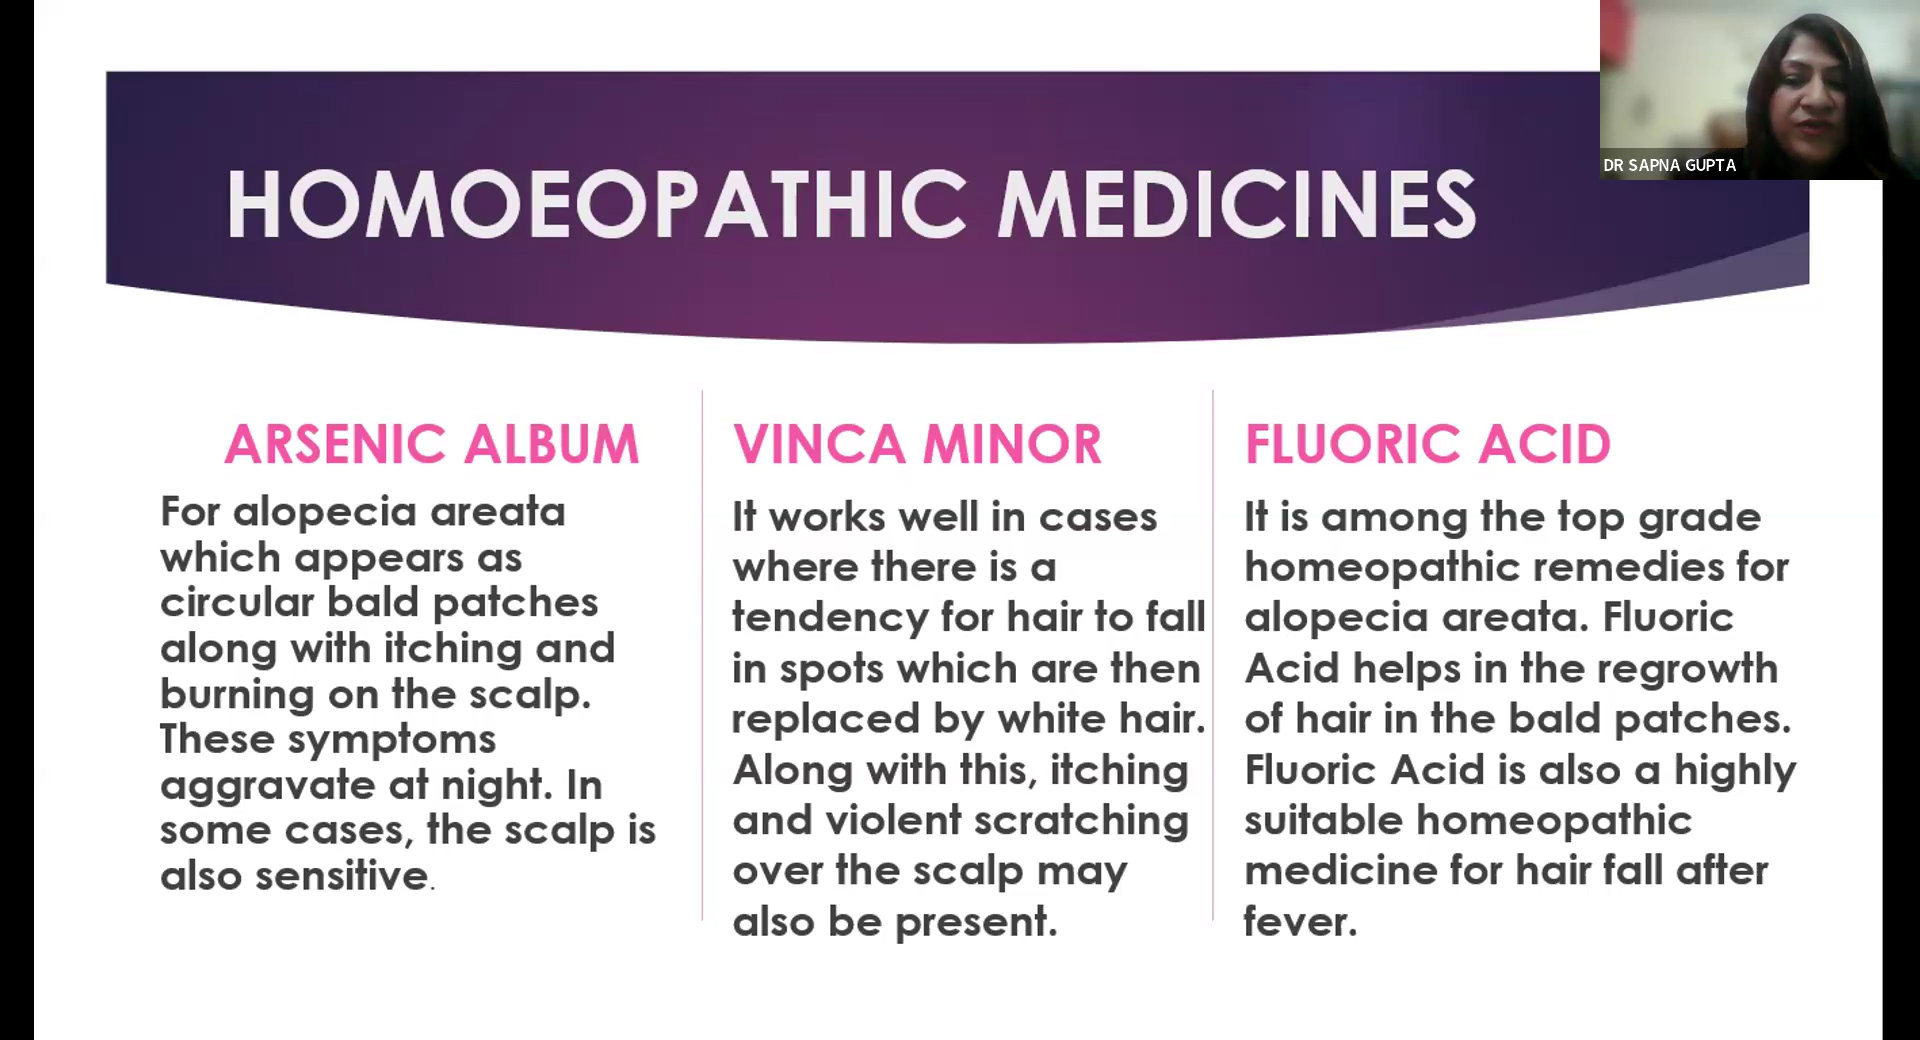 DR SAPNA GUPTA
HOMOEOPATHIC MEDICINES
ARSENIC ALBUM
For alopecia areata
which appears as
circular bald patches
along with itching and
burning on the scalp.
These symptoms
aggravate at night. In
some cases, the scalp is
also sensitive.
VINCA MINOR
It works well in cases
where there is a
tendency for hair to fall
in spots which are then
replaced by white hair.
Along with this, itching
and violent scratching
over the scalp may
also be present.
FLUORIC ACID
It is among the top grade
homeopathic remedies for
alopecia areata. Fluoric
Acid helps in the regrowth
of hair in the bald patches.
Fluoric Acid is also a highly
suitable homeopathic
medicine for hair fall after
fever.